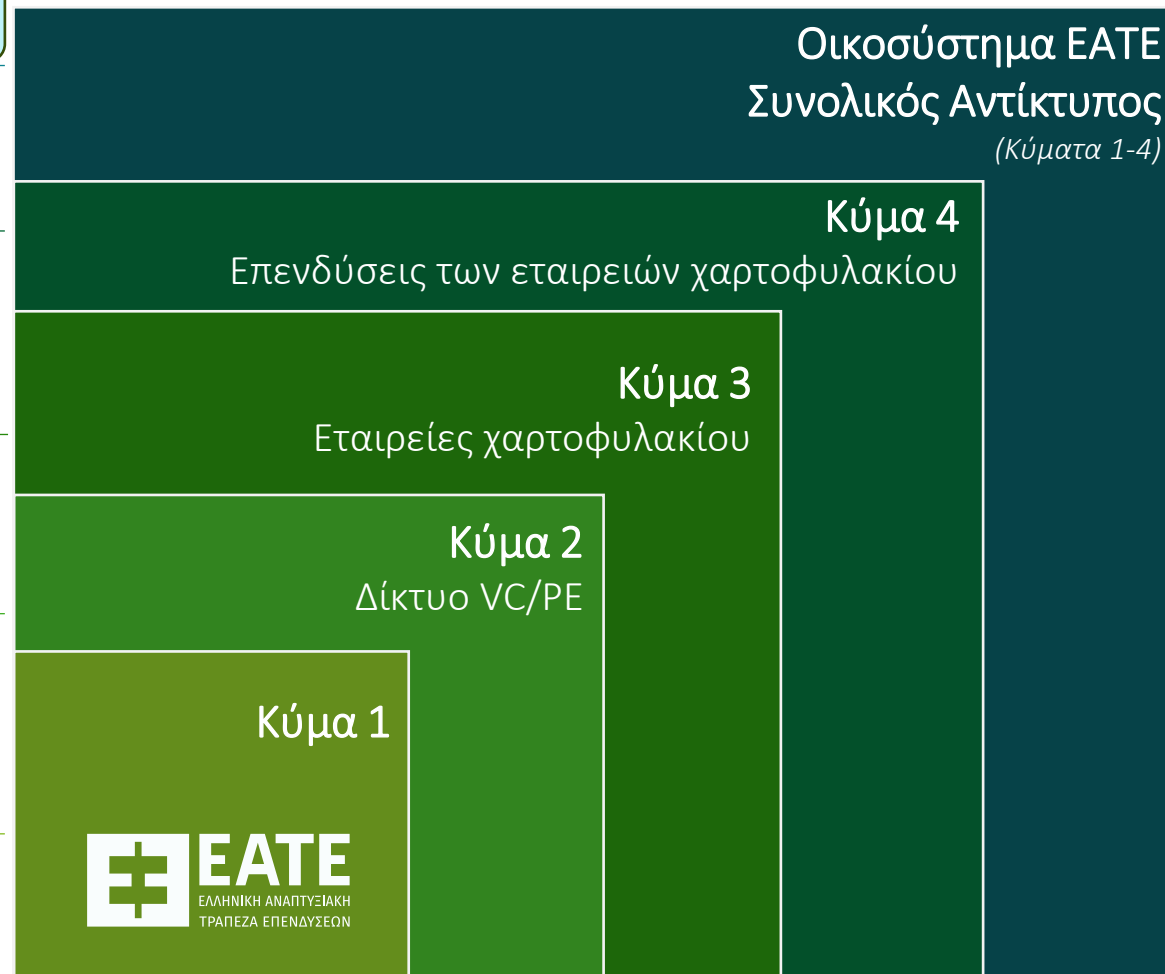 Οικοσύστημα ΕΑΤΕ
Συνολικός Αντίκτυπος
(Κύματα 1-4)
Κύμα 4
Επενδύσεις των εταιρειών χαρτοφυλακίου
Κύμα 3
Εταιρείες χαρτοφυλακίου
Κύμα 2
Δίκτυο VC/PE
Κύμα 1
ΕΑΤΕ
ΕΛΛΗΝΙΚΗ ΑΝΑΠΤΥΞΙΑΚΗ
ΤΡΑΠΕΖΑ ΕΠΕΝΔΥΣΕΩΝ